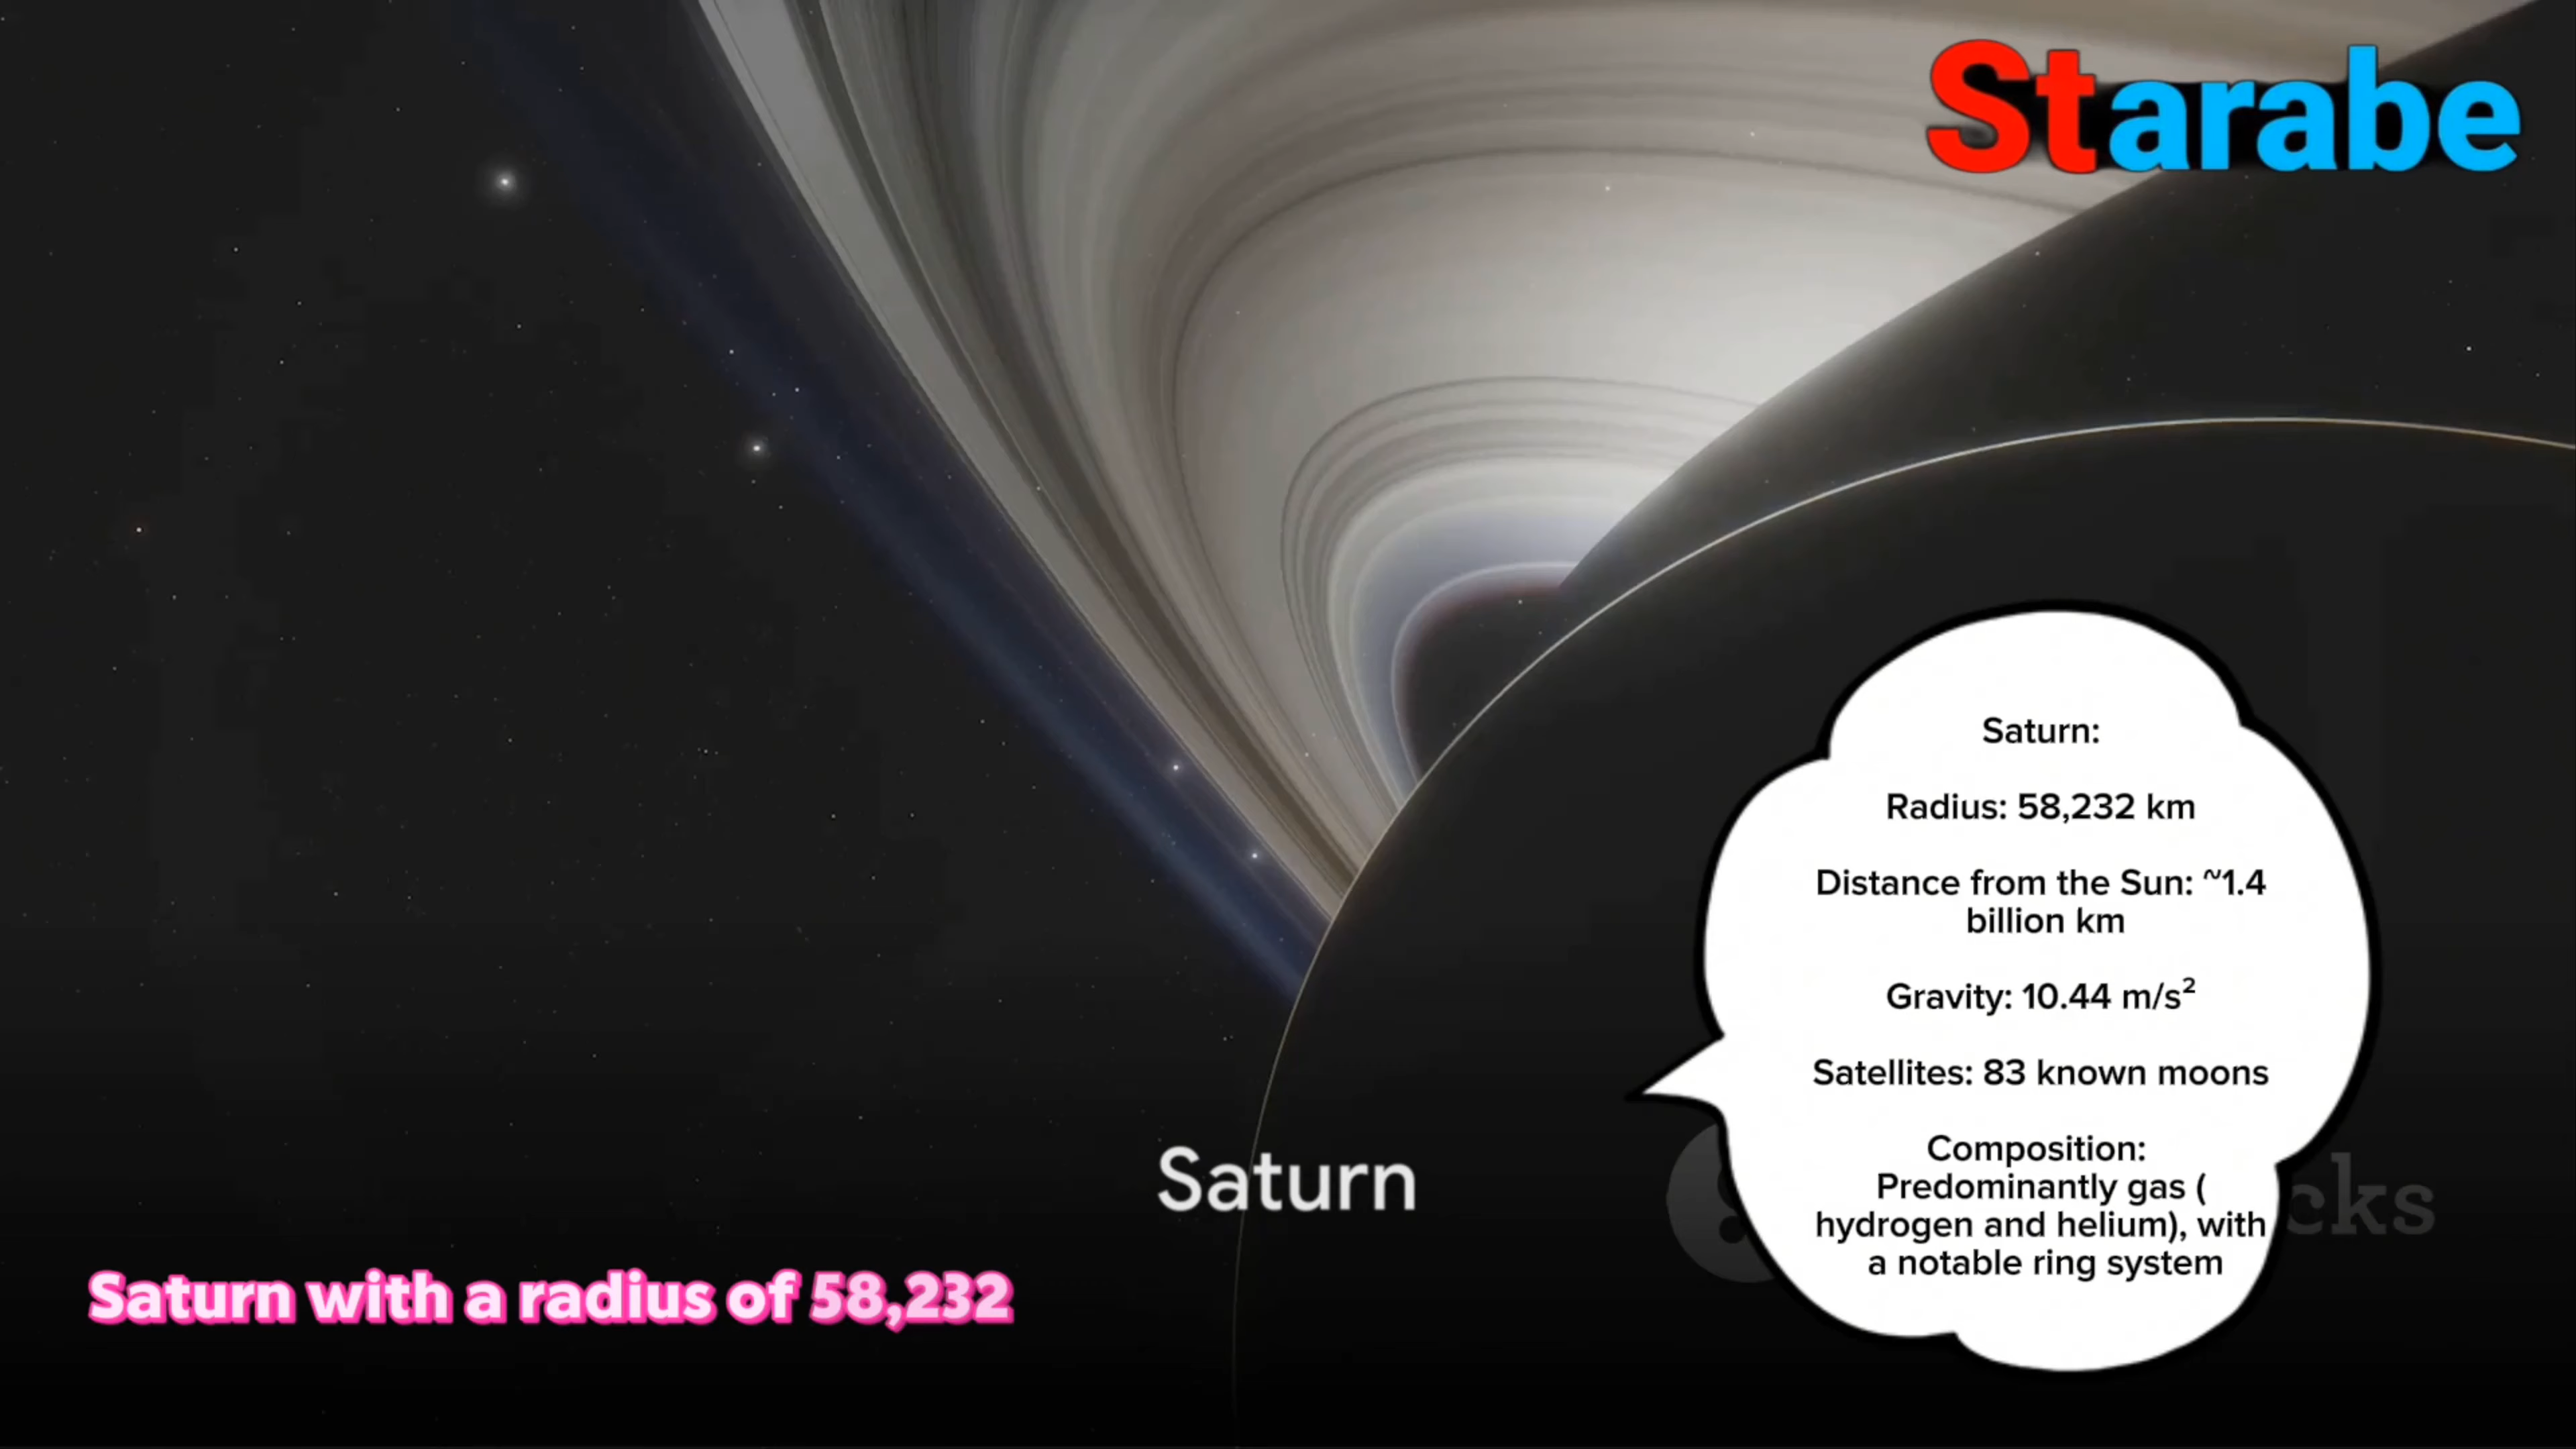 Starabe
Saturn:
Radius: 58,232 km
Distance from the Sun: ~1.4
billion km
Gravity: 10.44 m/s²
Satellites: 83 known moons
Composition:
Predominantly gas (
hydrogen and helium), with
a notable ring system
cks
Saturn
Saturn with a radius of 58,232